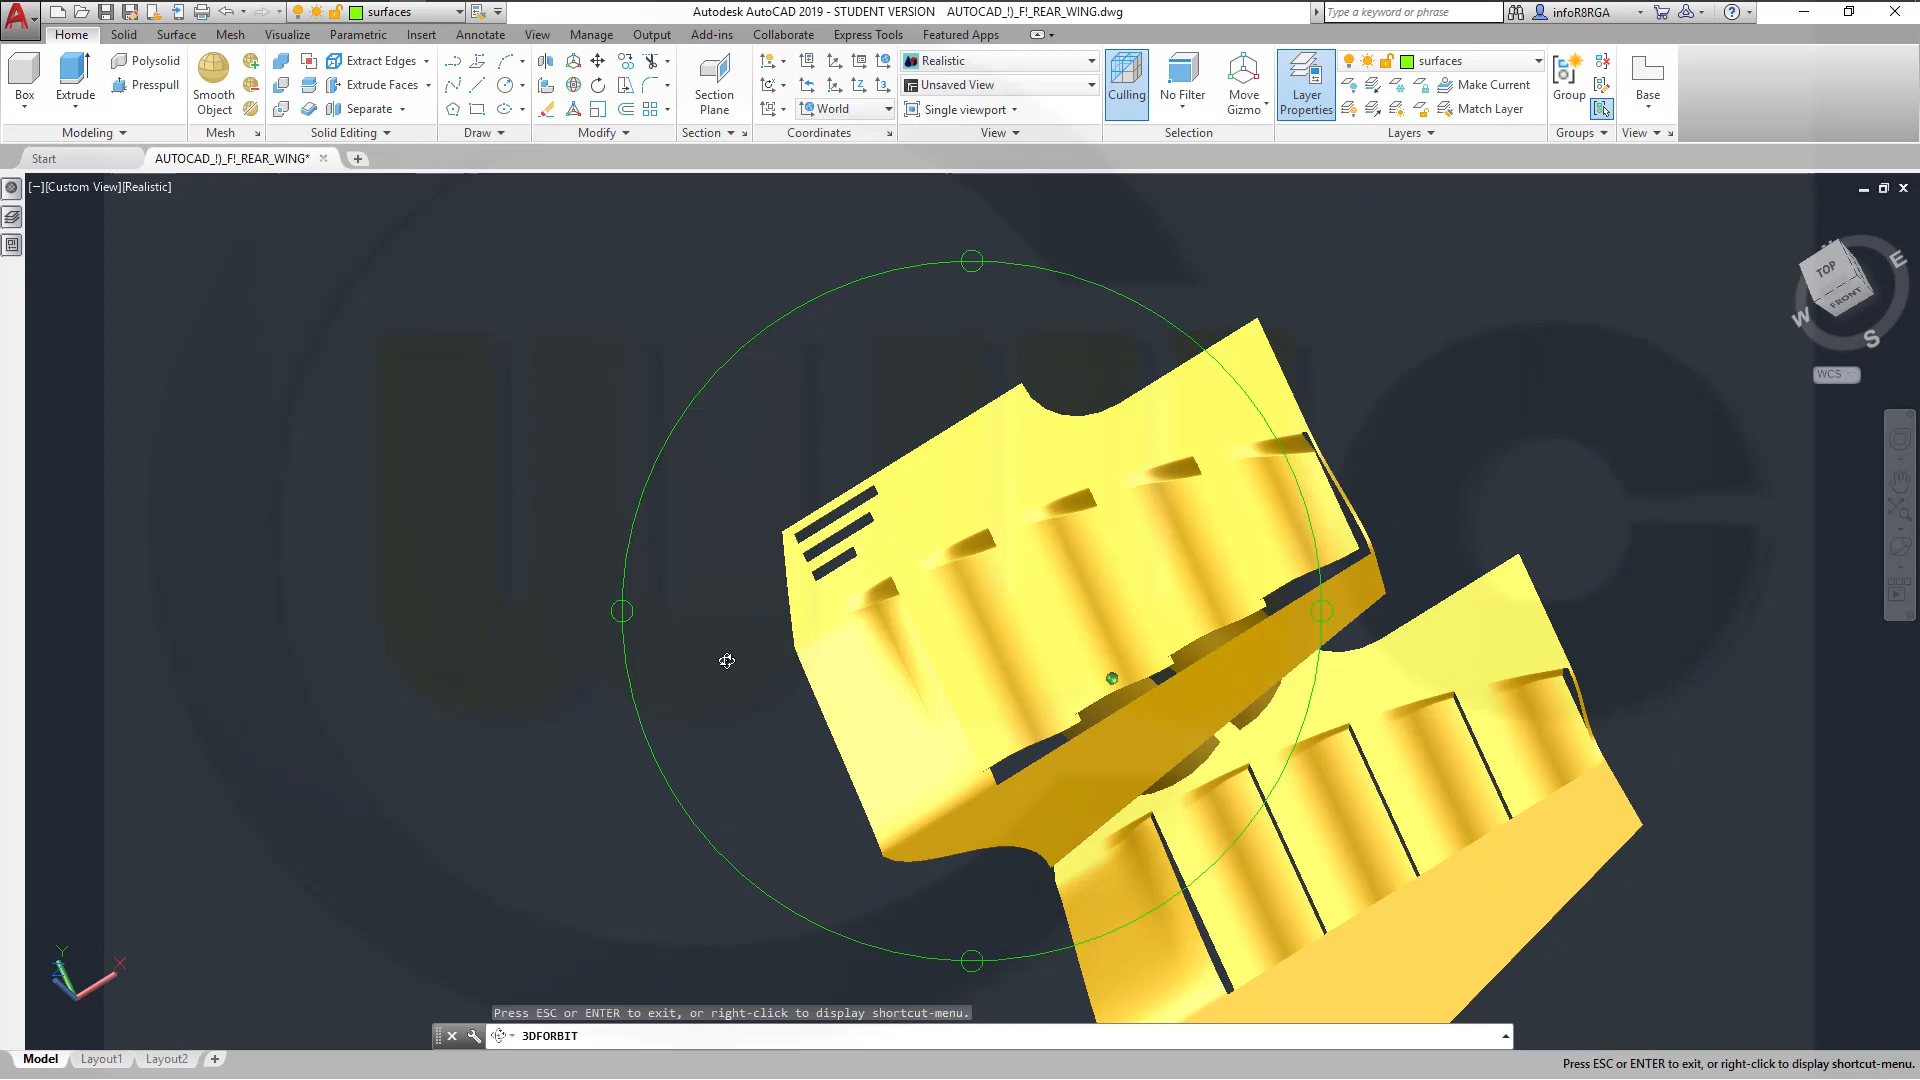 surfaces
Autodesk AutoCAD 2019 - STUDENT VERSION AUTOCAD_!)_F!_REAR_WING.dwg
Type a keyword or phrase
infoR8RGA
Home Solid Surface Mesh Visualize Parametric Insert Annotate View Manage Output Add-ins Collaborate Express Tools Featured Apps
Box
Extrude
Polysolid
Presspull
Smooth
Object
Extract Edges
Extrude Faces
Separate
Section
Plane
World
Realistic
Unsaved View
Single viewport
Culling
No Filter
Move
Gizmo
Layer
Properties
surfaces
Make Current
Match Layer
Group
Base
Modeling Mesh Solid Editing Draw Modify Section Coordinates View Selection Layers Groups View
Start AUTOCAD_!)_F!_REAR_WING*
[−][Custom View][Realistic]
TOP
FRONT
E
W
S
WCS
Y
X
Z
Press ESC or ENTER to exit, or right-click to display shortcut-menu.
3DFORBIT
Model Layout1 Layout2
Press ESC or ENTER to exit, or right-click to display shortcut-menu.